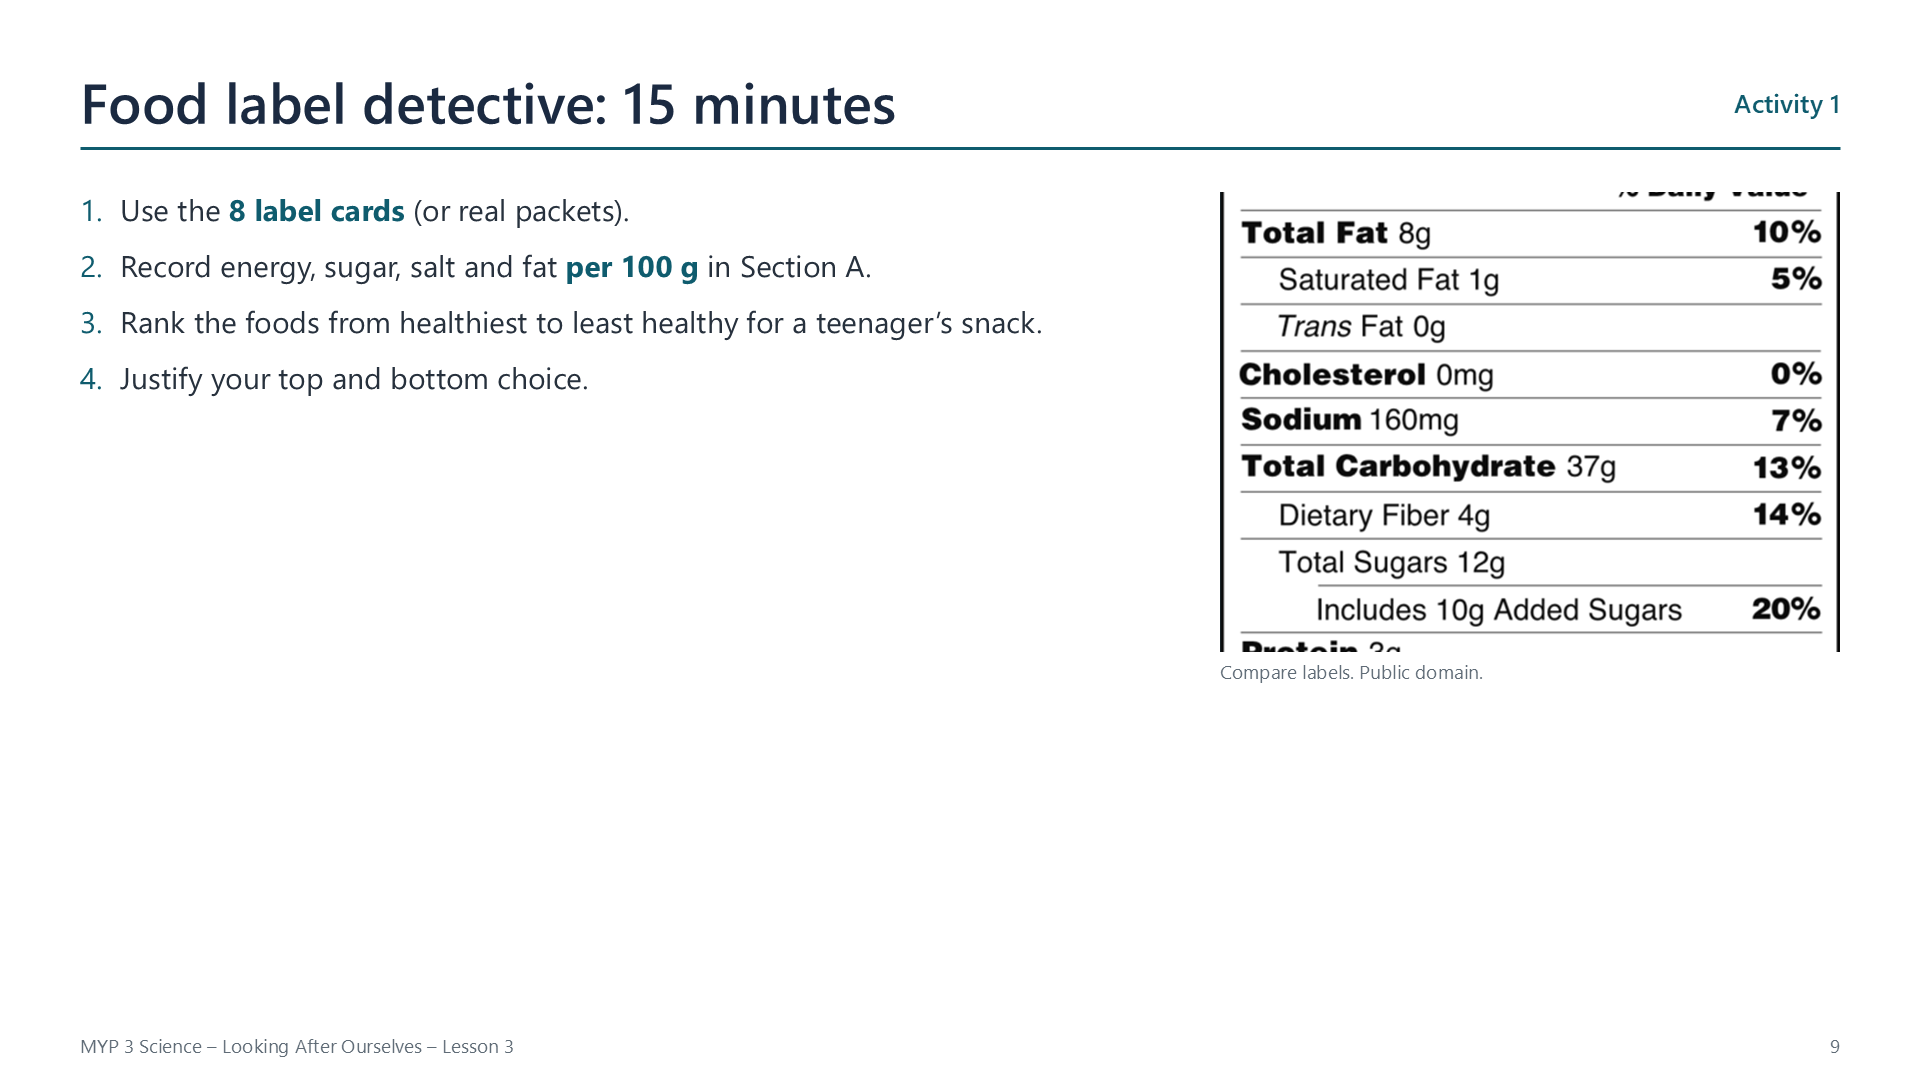 Food label detective: 15 minutes
Activity 1
1. Use the 8 label cards (or real packets).
2. Record energy, sugar, salt and fat per 100 g in Section A.
3. Rank the foods from healthiest to least healthy for a teenager’s snack.
4. Justify your top and bottom choice.
% Daily Value
Total Fat 8g 10%
Saturated Fat 1g 5%
Trans Fat 0g
Cholesterol 0mg 0%
Sodium 160mg 7%
Total Carbohydrate 37g 13%
Dietary Fiber 4g 14%
Total Sugars 12g
Includes 10g Added Sugars 20%
Protein 3g
Compare labels. Public domain.
MYP 3 Science – Looking After Ourselves – Lesson 3
9